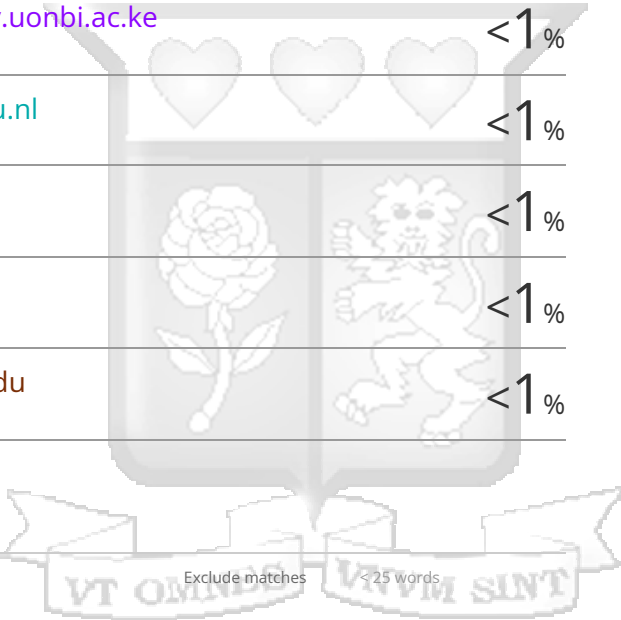 .uonbi.ac.ke
<1%
u.nl
<1%
<1%
<1%
du
<1%
Exclude matches < 25 words
VT OMNES VNVM SINT